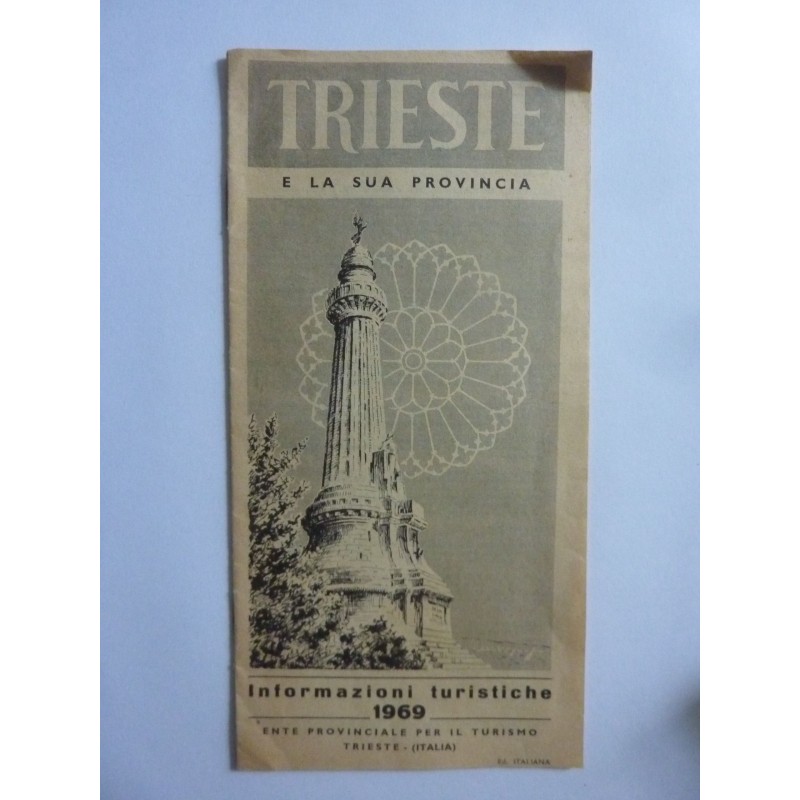 TRIESTE
E LA SUA PROVINCIA
Informazioni turistiche
1969
ENTE PROVINCIALE PER IL TURISMO
TRIESTE - (ITALIA)
Ed. ITALIANA